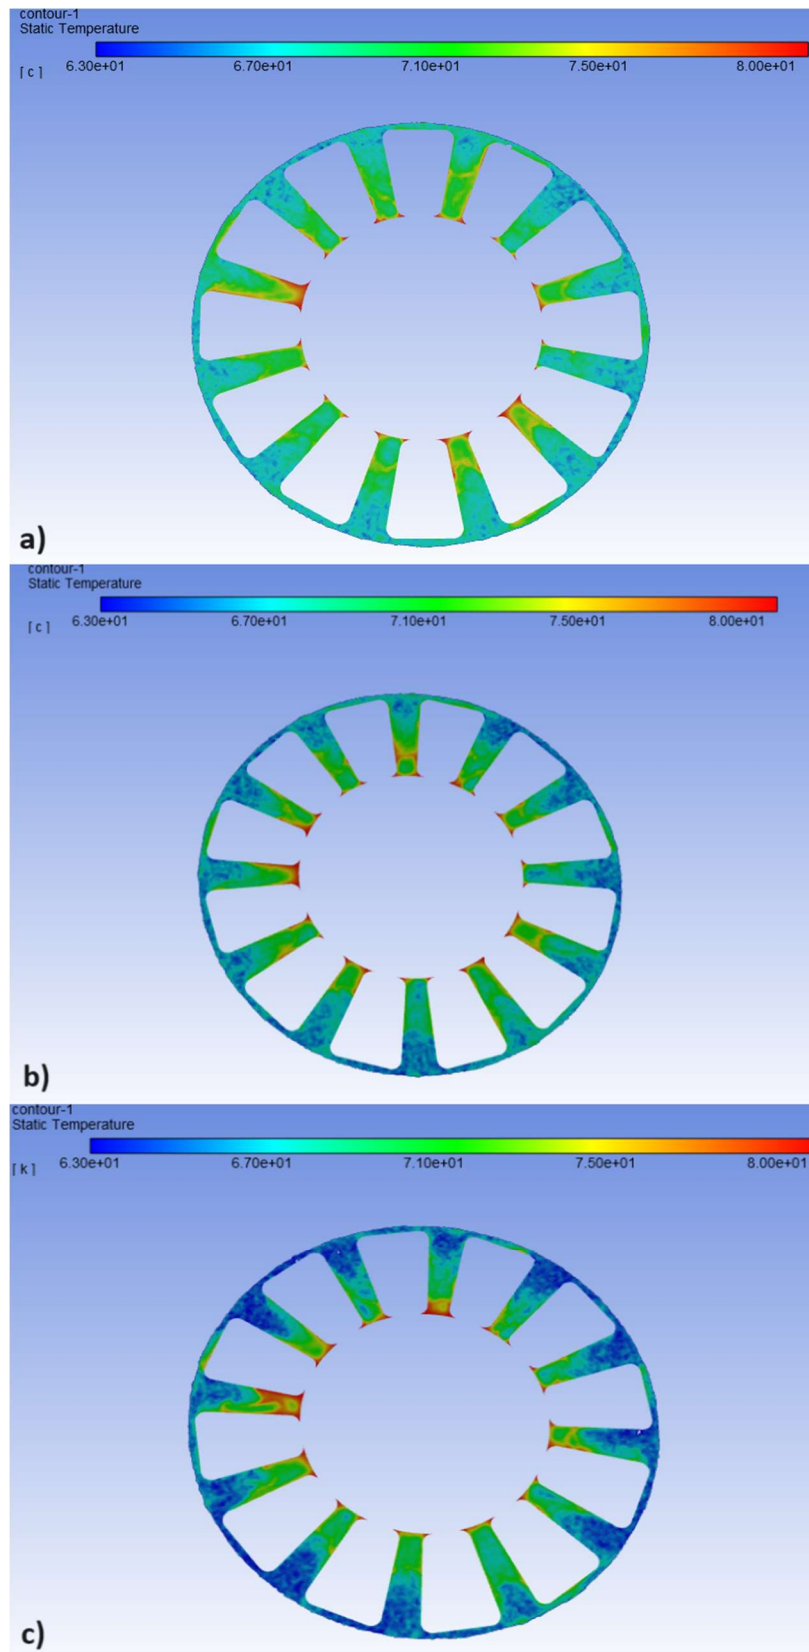 contour-1
Static Temperature
[ c ] 6.30e+01 6.70e+01 7.10e+01 7.50e+01 8.00e+01
a)
contour-1
Static Temperature
[ c ] 6.30e+01 6.70e+01 7.10e+01 7.50e+01 8.00e+01
b)
contour-1
Static Temperature
[ k ] 6.30e+01 6.70e+01 7.10e+01 7.50e+01 8.00e+01
c)